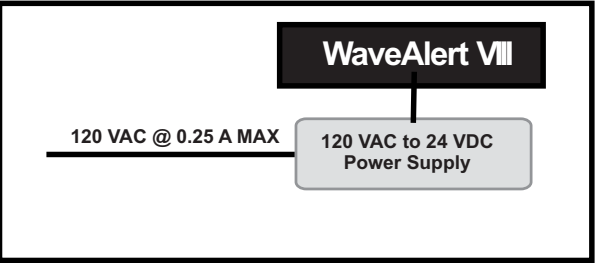 WaveAlert VIII
120 VAC @ 0.25 A MAX
120 VAC to 24 VDC
Power Supply